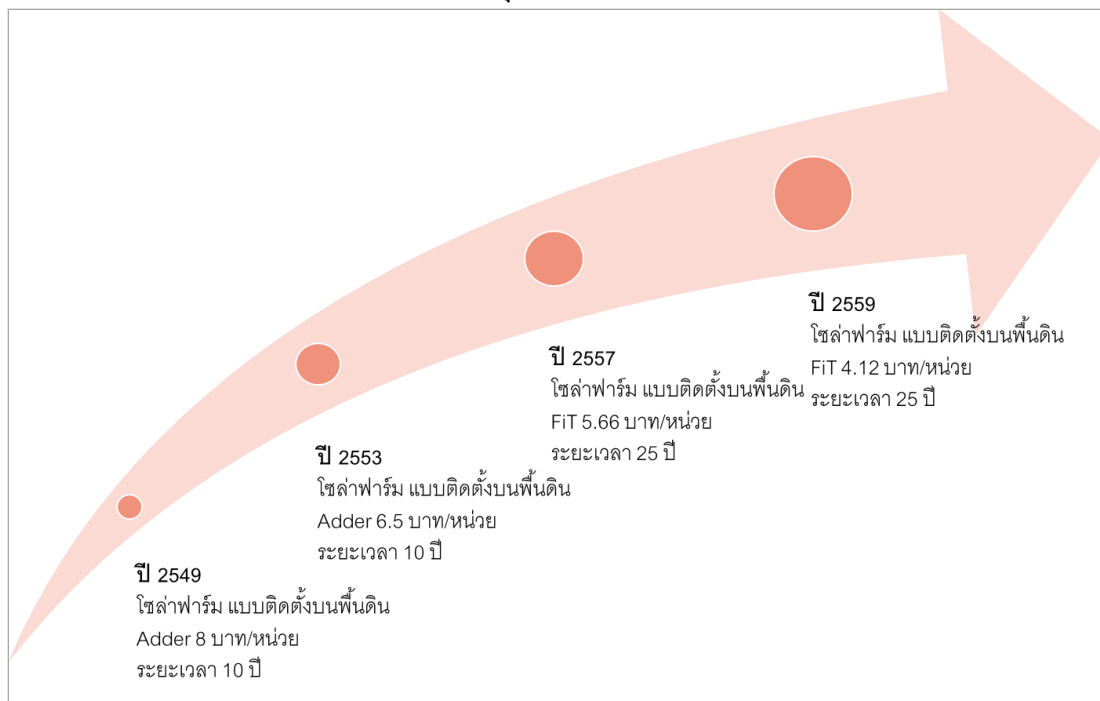 ปี 2549
โซล่าฟาร์ม แบบติดตั้งบนพื้นดิน
Adder 8 บาท/หน่วย
ระยะเวลา 10 ปี
ปี 2553
โซล่าฟาร์ม แบบติดตั้งบนพื้นดิน
Adder 6.5 บาท/หน่วย
ระยะเวลา 10 ปี
ปี 2557
โซล่าฟาร์ม แบบติดตั้งบนพื้นดิน
FiT 5.66 บาท/หน่วย
ระยะเวลา 25 ปี
ปี 2559
โซล่าฟาร์ม แบบติดตั้งบนพื้นดิน
FiT 4.12 บาท/หน่วย
ระยะเวลา 25 ปี